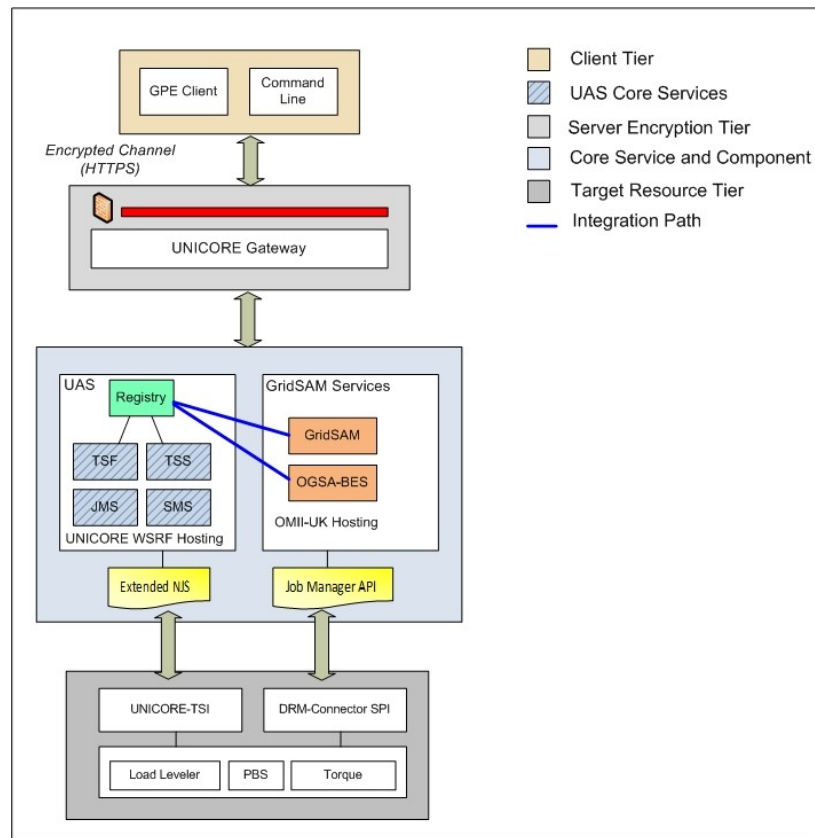 GPE Client
Command
Line
Encrypted Channel
(HTTPS)
UNICORE Gateway
UAS
Registry
TSF
TSS
JMS
SMS
UNICORE WSRF Hosting
GridSAM Services
GridSAM
OGSA-BES
OMII-UK Hosting
Extended NJS
Job Manager API
UNICORE-TSI
DRM-Connector SPI
Load Leveler
PBS
Torque
Client Tier
UAS Core Services
Server Encryption Tier
Core Service and Component
Target Resource Tier
Integration Path